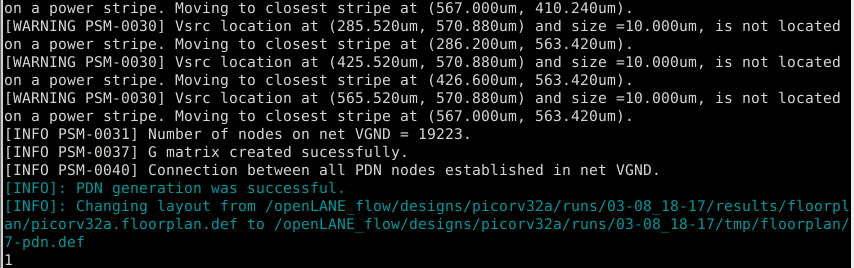 on a power stripe. Moving to closest stripe at (567.000um, 410.240um).
[WARNING PSM-0030] Vsrc location at (285.520um, 570.880um) and size =10.000um, is not located
on a power stripe. Moving to closest stripe at (286.200um, 563.420um).
[WARNING PSM-0030] Vsrc location at (425.520um, 570.880um) and size =10.000um, is not located
on a power stripe. Moving to closest stripe at (426.600um, 563.420um).
[WARNING PSM-0030] Vsrc location at (565.520um, 570.880um) and size =10.000um, is not located
on a power stripe. Moving to closest stripe at (567.000um, 563.420um).
[INFO PSM-0031] Number of nodes on net VGND = 19223.
[INFO PSM-0037] G matrix created sucessfully.
[INFO PSM-0040] Connection between all PDN nodes established in net VGND.
[INFO]: PDN generation was successful.
[INFO]: Changing layout from /openLANE_flow/designs/picorv32a/runs/03-08_18-17/results/floorpl
an/picorv32a.floorplan.def to /openLANE_flow/designs/picorv32a/runs/03-08_18-17/tmp/floorplan/
7-pdn.def
1